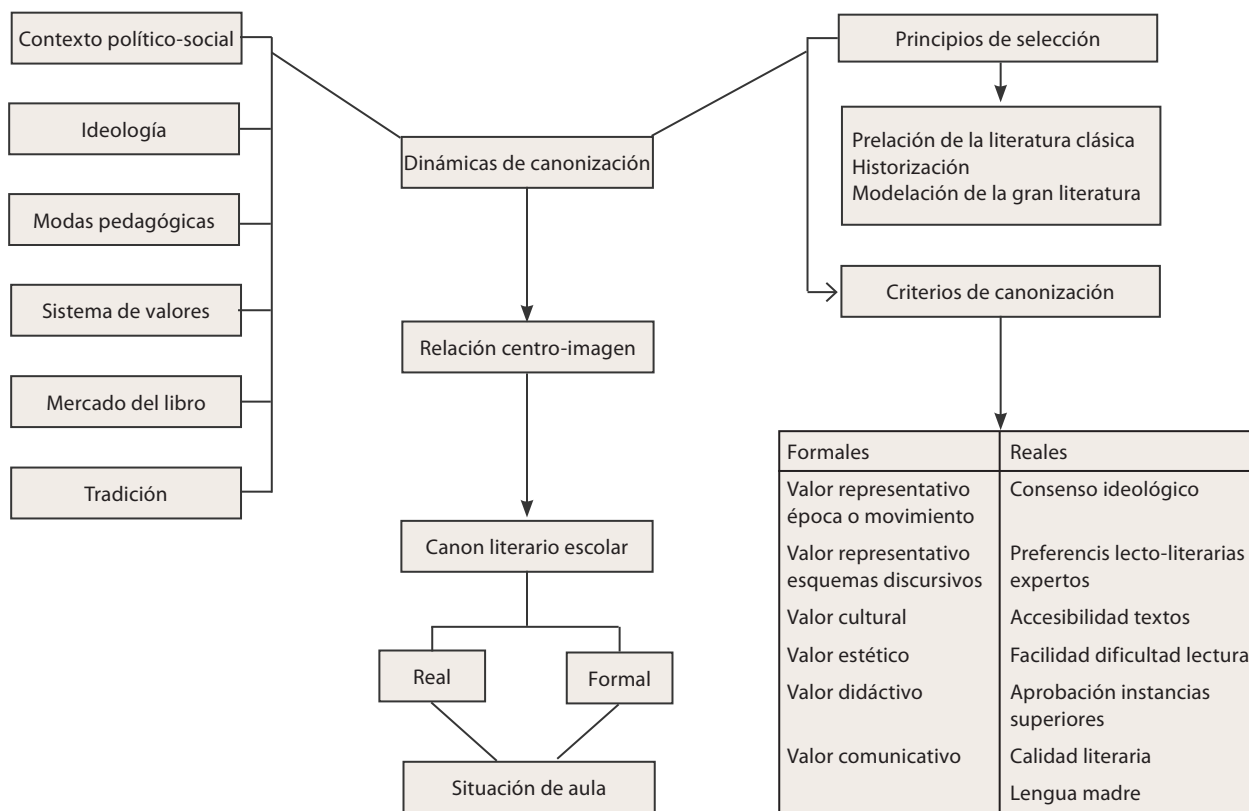 Contexto político-social
Ideología
Modas pedagógicas
Sistema de valores
Mercado del libro
Tradición
Dinámicas de canonización
Relación centro-imagen
Canon literario escolar
Real
Formal
Situación de aula
Principios de selección
Prelación de la literatura clásica
Historización
Modelación de la gran literatura
Criterios de canonización
Formales
Valor representativo
época o movimiento
Valor representativo
esquemas discursivos
Valor cultural
Valor estético
Valor didáctivo
Valor comunicativo
Reales
Consenso ideológico
Preferencis lecto-literarias
expertos
Accesibilidad textos
Facilidad dificultad lectura
Aprobación instancias
superiores
Calidad literaria
Lengua madre